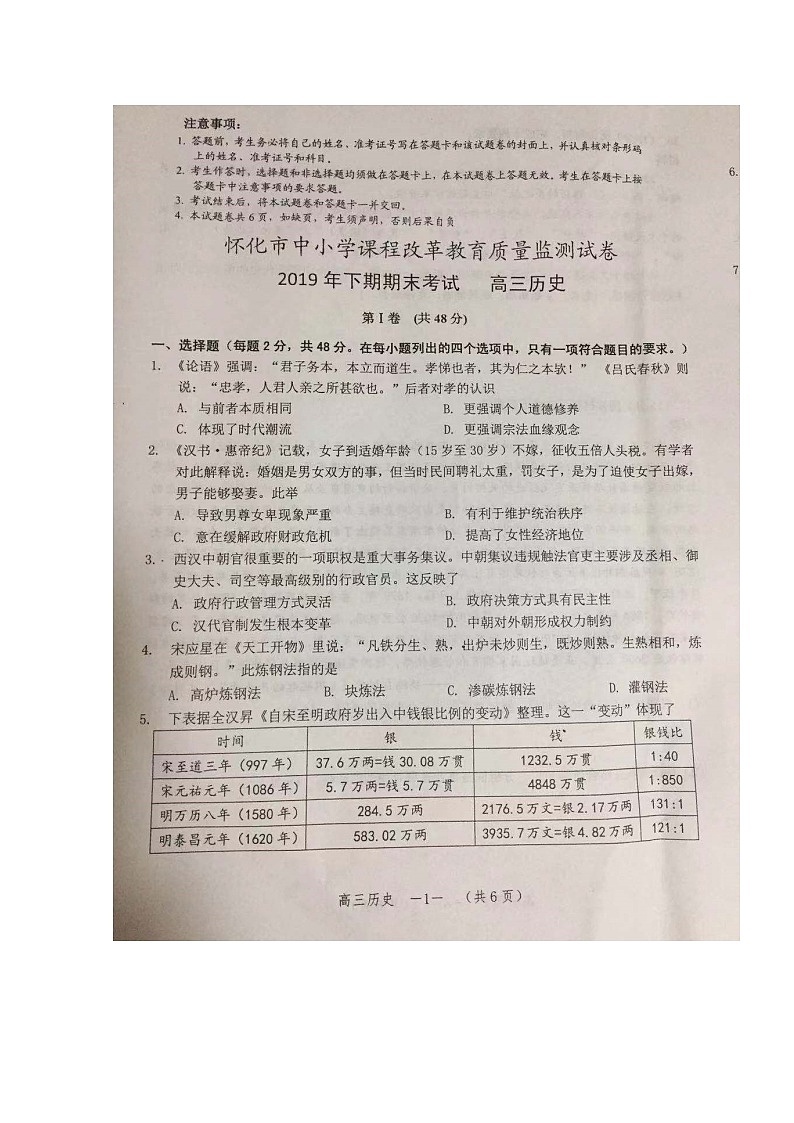 注意事项：
1. 答题前，考生务必将自己的姓名、准考证号写在答题卡和该试题卷的封面上，并认真核对条形码
上的姓名、准考证号和科目。
2. 考生作答时，选择题和非选择题均须做在答题卡上，在本试题卷上答题无效。考生在答题卡上按
答题卡中注意事项的要求答题。
3. 考试结束后，将本试题卷和答题卡一并交回。
4. 本试题卷共6页，如缺页，考生须声明，否则后果自负
怀化市中小学课程改革教育质量监测试卷
2019年下期期末考试 高三历史
第Ⅰ卷 (共48分)
一、选择题（每题2分，共48分。在每小题列出的四个选项中，只有一项符合题目的要求。）
1. 《论语》强调：“君子务本，本立而道生。孝悌也者，其为仁之本欤！” 《吕氏春秋》则
说：“忠孝，人君人亲之所甚欲也。”后者对孝的认识
A. 与前者本质相同 B. 更强调个人道德修养
C. 体现了时代潮流 D. 更强调宗法血缘观念
2. 《汉书·惠帝纪》记载，女子到适婚年龄（15岁至30岁）不嫁，征收五倍人头税。有学者
对此解释说：婚姻是男女双方的事，但当时民间聘礼太重，罚女子，是为了迫使女子出嫁，
男子能够娶妻。此举
A. 导致男尊女卑现象严重 B. 有利于维护统治秩序
C. 意在缓解政府财政危机 D. 提高了女性经济地位
3. 西汉中朝官很重要的一项职权是重大事务集议。中朝集议违规触法官吏主要涉及丞相、御
史大夫、司空等最高级别的行政官员。这反映了
A. 政府行政管理方式灵活 B. 政府决策方式具有民主性
C. 汉代官制发生根本变革 D. 中朝对外朝形成权力制约
4. 宋应星在《天工开物》里说：“凡铁分生、熟，出炉未炒则生，既炒则熟。生熟相和，炼
成则钢。”此炼钢法指的是
A. 高炉炼钢法 B. 块炼法 C. 渗碳炼钢法 D. 灌钢法
5. 下表据全汉昇《自宋至明政府岁出入中钱银比例的变动》整理。这一“变动”体现了
时间 银 钱 银钱比
宋至道三年（997年） 37.6万两=钱30.08万贯 1232.5万贯 1:40
宋元祐元年（1086年） 5.7万两=钱5.7万贯 4848万贯 1:850
明万历八年（1580年） 284.5万两 2176.5万文=银2.17万两 131:1
明泰昌元年（1620年） 583.02万两 3935.7万文=银4.82万两 121:1
高三历史 —1— （共6页）
6.
7